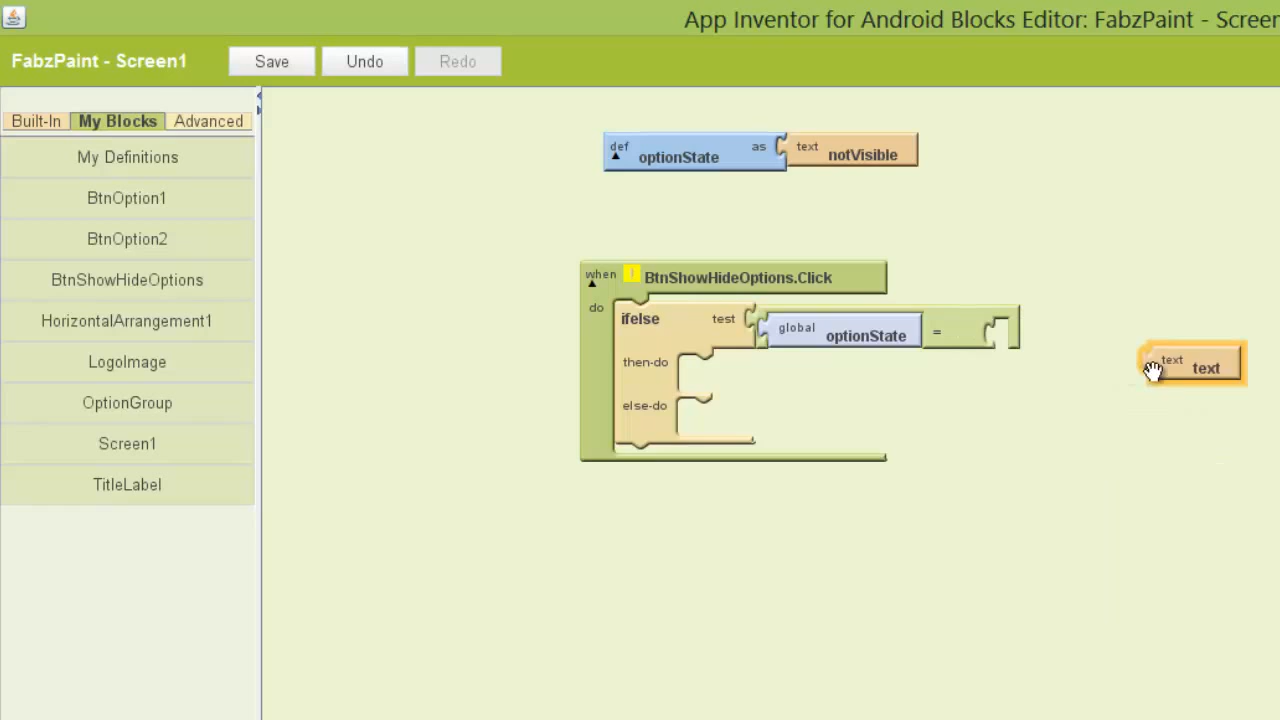 App Inventor for Android Blocks Editor: FabzPaint - Screen
FabzPaint - Screen1 Save Undo Redo
Built-In My Blocks Advanced
My Definitions
BtnOption1
BtnOption2
BtnShowHideOptions
HorizontalArrangement1
LogoImage
OptionGroup
Screen1
TitleLabel
def optionState as text notVisible
when ! BtnShowHideOptions.Click
do ifelse test global optionState =
then-do
else-do
text text